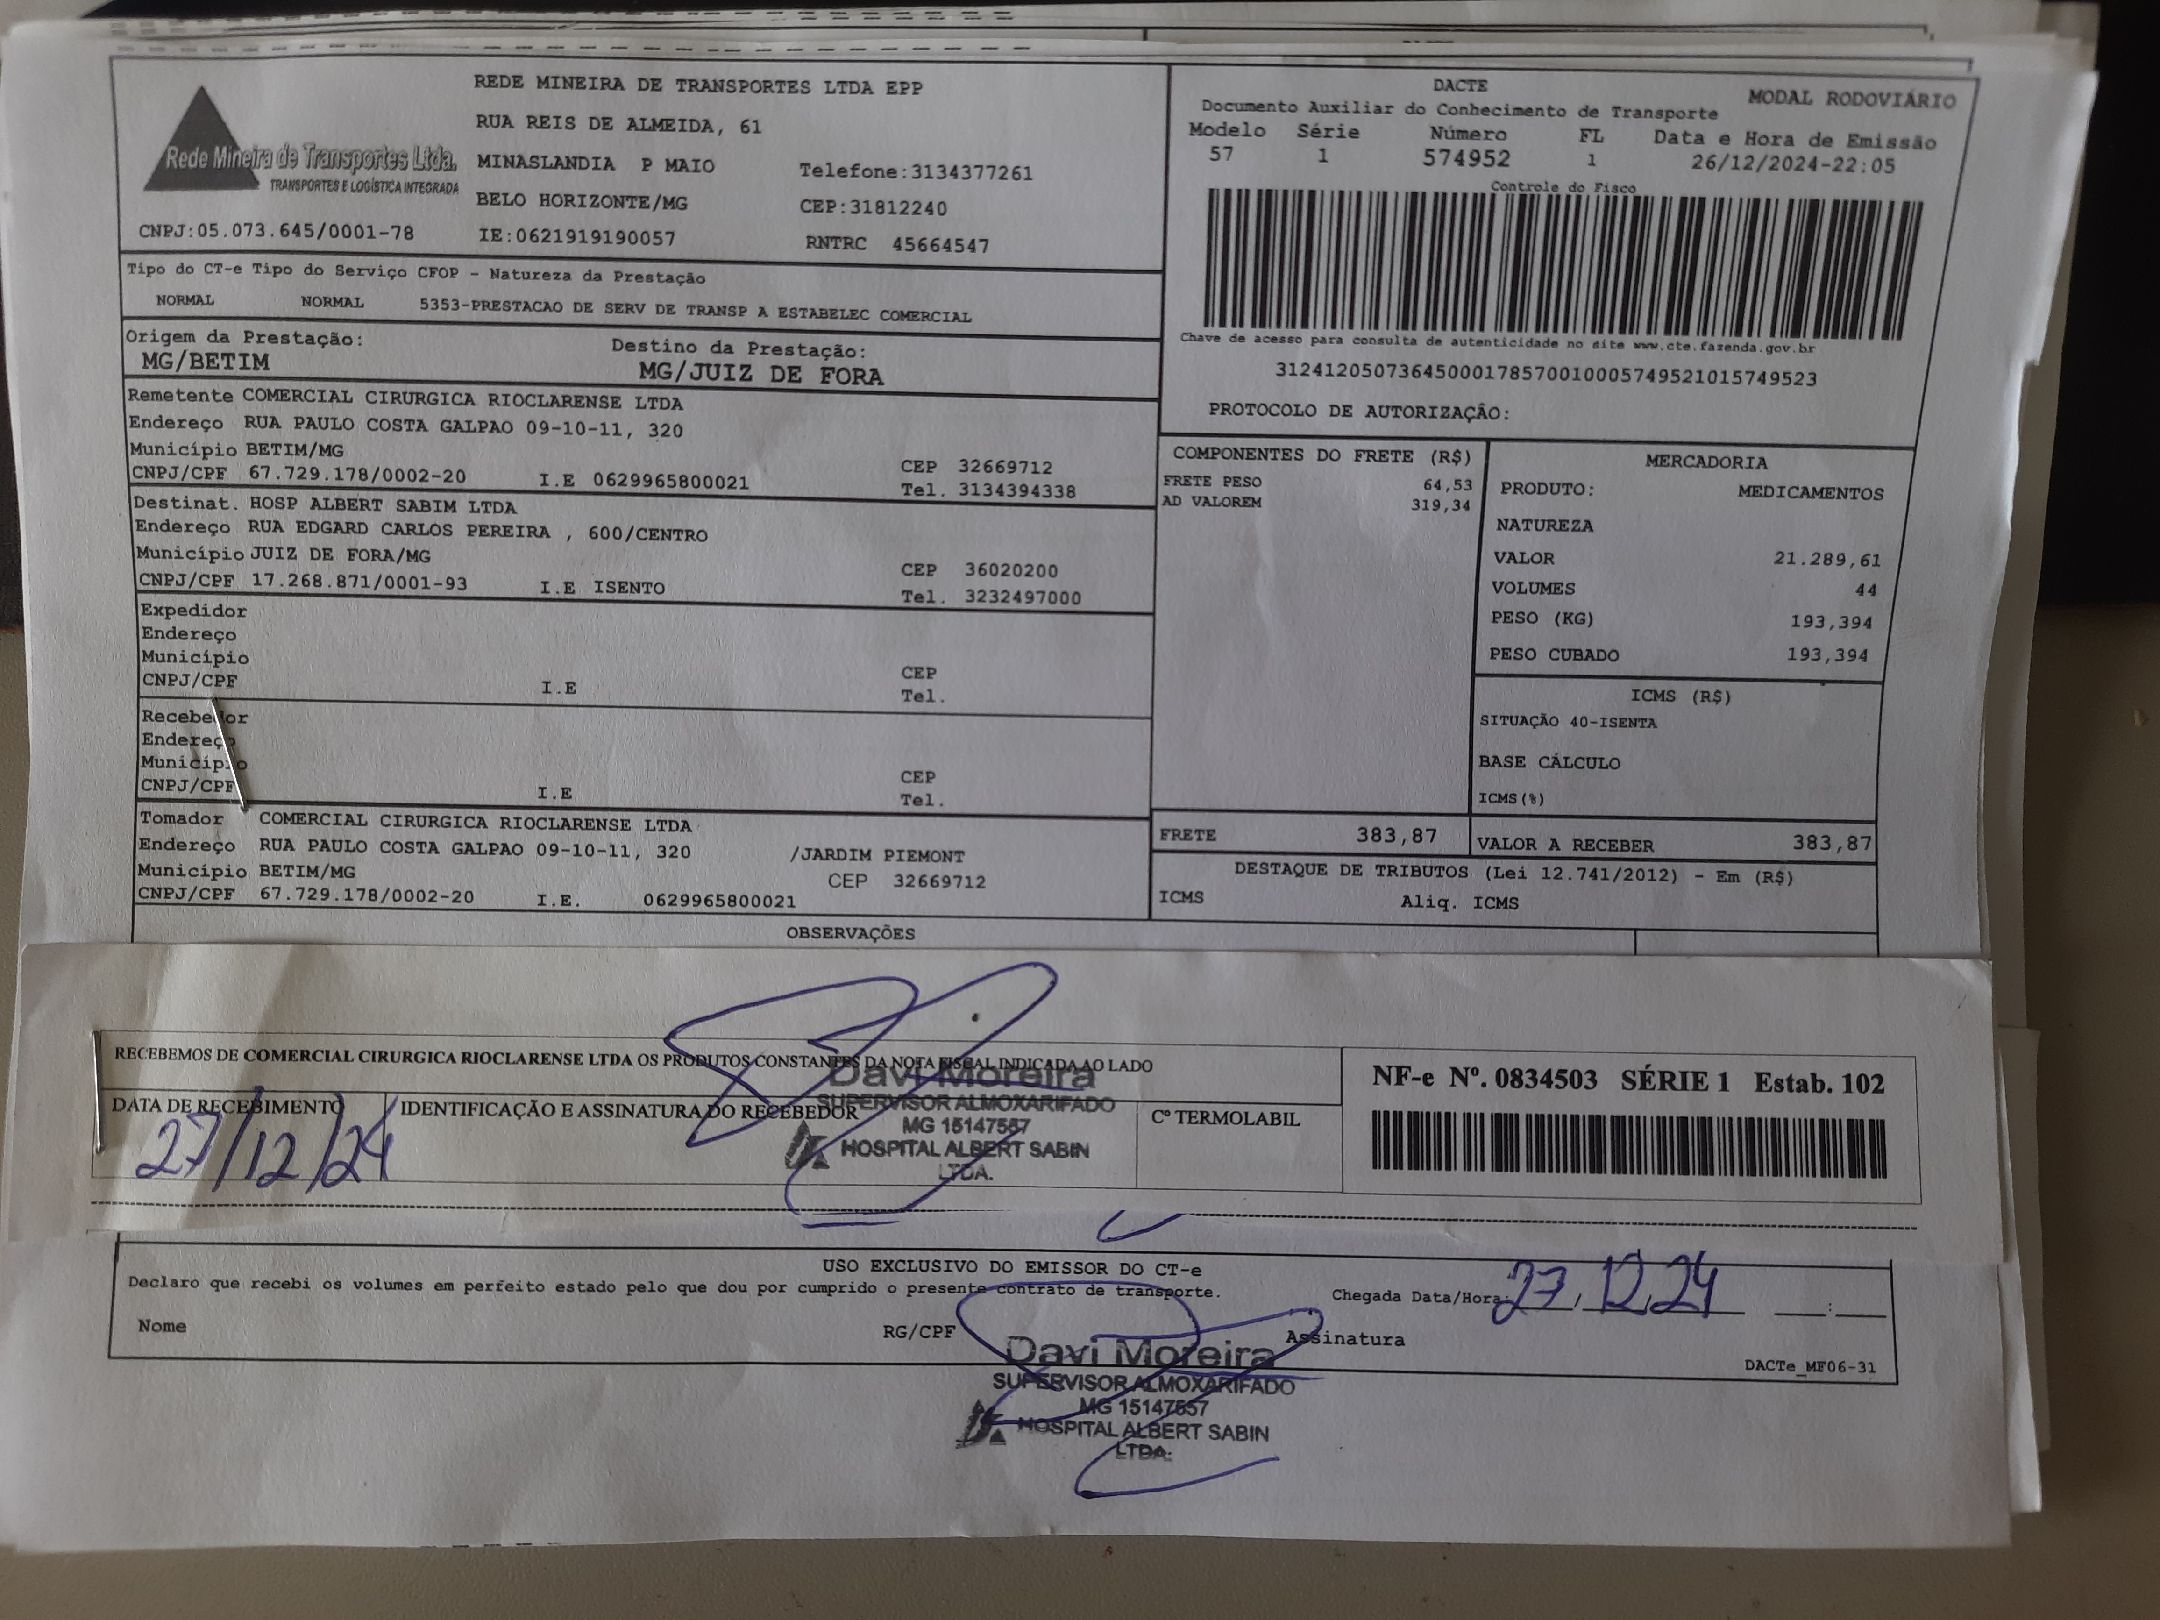 REDE MINEIRA DE TRANSPORTES LTDA EPP
RUA REIS DE ALMEIDA, 61
MINASLANDIA P MAIO Telefone:3134377261
BELO HORIZONTE/MG CEP:31812240
IE:0621919190057 RNTRC 45664547
Rede Mineira de Transportes Ltda.
TRANSPORTES E LOGÍSTICA INTEGRADA
CNPJ:05.073.645/0001-78
DACTE
MODAL RODOVIÁRIO
Documento Auxiliar do Conhecimento de Transporte
Modelo Série Número FL Data e Hora de Emissão
57 1 574952 1 26/12/2024-22:05
Controle do Fisco
Chave de acesso para consulta de autenticidade no site www.cte.fazenda.gov.br
31241205073645000178570010005749521015749523
PROTOCOLO DE AUTORIZAÇÃO:
Tipo do CT-e Tipo do Serviço CFOP - Natureza da Prestação
NORMAL NORMAL 5353-PRESTACAO DE SERV DE TRANSP A ESTABELEC COMERCIAL
Origem da Prestação: Destino da Prestação:
MG/BETIM MG/JUIZ DE FORA
Remetente COMERCIAL CIRURGICA RIOCLARENSE LTDA
Endereço RUA PAULO COSTA GALPAO 09-10-11, 320
Município BETIM/MG CEP 32669712
CNPJ/CPF 67.729.178/0002-20 I.E 0629965800021 Tel. 3134394338
Destinat. HOSP ALBERT SABIM LTDA
Endereço RUA EDGARD CARLOS PEREIRA , 600/CENTRO
Município JUIZ DE FORA/MG CEP 36020200
CNPJ/CPF 17.268.871/0001-93 I.E ISENTO Tel. 3232497000
Expedidor
Endereço
Município CEP
CNPJ/CPF I.E Tel.
Recebedor
Endereço
Município CEP
CNPJ/CPF I.E Tel.
Tomador COMERCIAL CIRURGICA RIOCLARENSE LTDA
Endereço RUA PAULO COSTA GALPAO 09-10-11, 320 /JARDIM PIEMONT
Município BETIM/MG CEP 32669712
CNPJ/CPF 67.729.178/0002-20 I.E. 0629965800021
COMPONENTES DO FRETE (R$)
FRETE PESO 64,53
AD VALOREM 319,34
MERCADORIA
PRODUTO: MEDICAMENTOS
NATUREZA
VALOR 21.289,61
VOLUMES 44
PESO (KG) 193,394
PESO CUBADO 193,394
ICMS (R$)
SITUAÇÃO 40-ISENTA
BASE CÁLCULO
ICMS(%)
FRETE 383,87 VALOR A RECEBER 383,87
DESTAQUE DE TRIBUTOS (Lei 12.741/2012) - Em (R$)
ICMS Aliq. ICMS
OBSERVAÇÕES
RECEBEMOS DE COMERCIAL CIRURGICA RIOCLARENSE LTDA OS PRODUTOS CONSTANTES DA NOTA FISCAL INDICADA AO LADO
DATA DE RECEBIMENTO IDENTIFICAÇÃO E ASSINATURA DO RECEBEDOR Cº TERMOLABIL
27/12/24
Davi Moreira
SUPERVISOR ALMOXARIFADO
MG 15147557
HOSPITAL ALBERT SABIN
LTDA.
NF-e Nº. 0834503 SÉRIE 1 Estab. 102
USO EXCLUSIVO DO EMISSOR DO CT-e
Declaro que recebi os volumes em perfeito estado pelo que dou por cumprido o presente contrato de transporte.
Chegada Data/Hora: 27, 12 24 :
Nome RG/CPF Assinatura
DACTe_MF06-31
Davi Moreira
SUPERVISOR ALMOXARIFADO
MG 15147557
HOSPITAL ALBERT SABIN
LTDA.